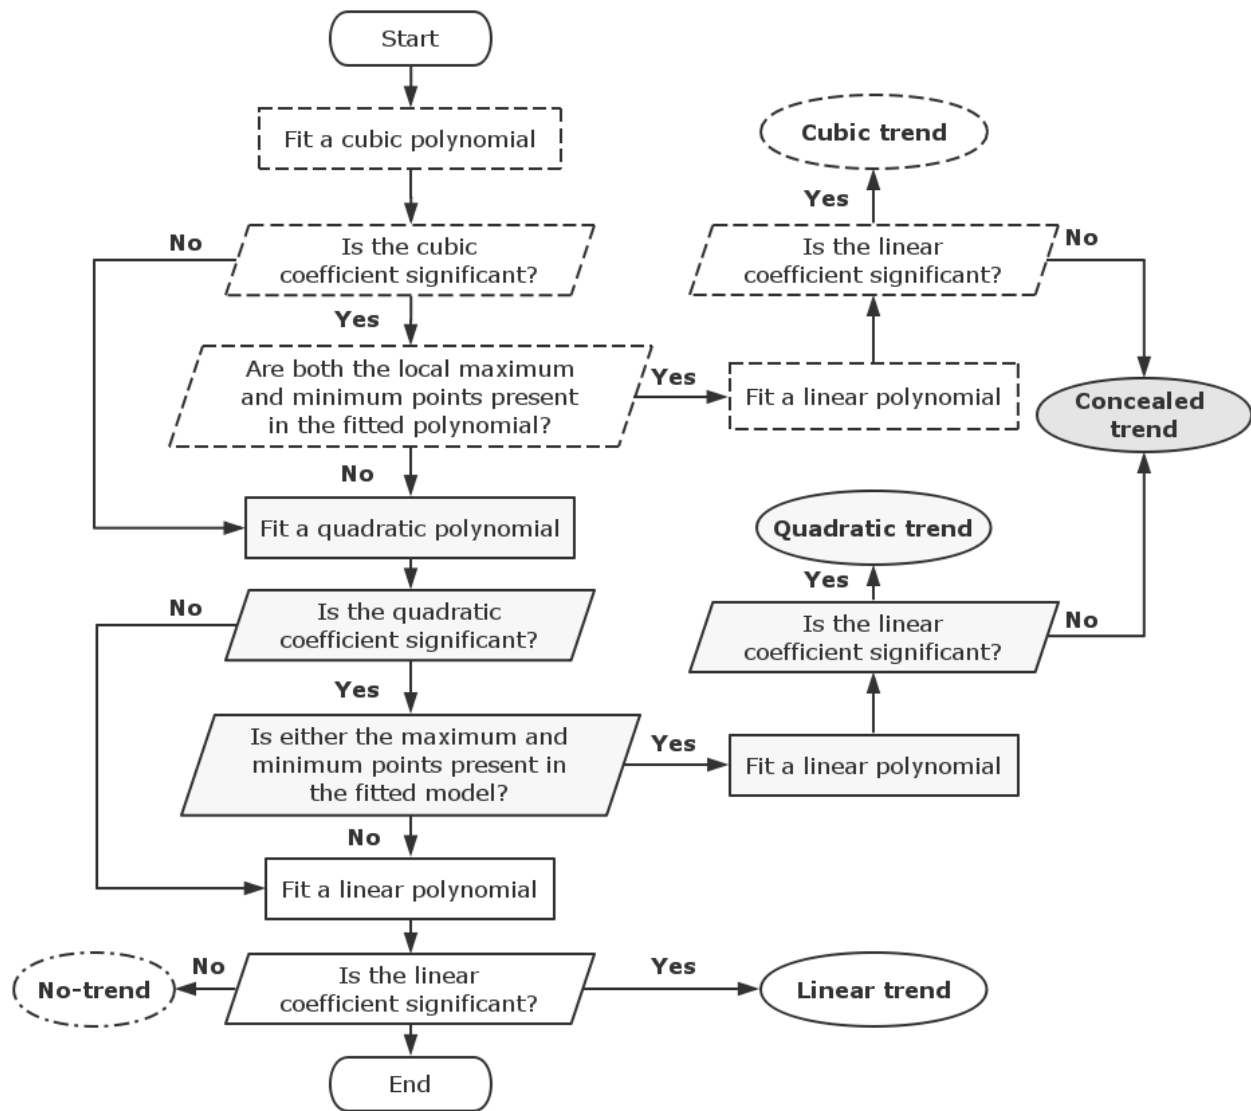 Start
Fit a cubic polynomial
Cubic trend
Yes
No
Is the cubic
coefficient significant?
Is the linear
coefficient significant?
No
Yes
Are both the local maximum
and minimum points present
in the fitted polynomial?
Yes
Fit a linear polynomial
Concealed
trend
No
Fit a quadratic polynomial
Quadratic trend
Yes
No
Is the quadratic
coefficient significant?
Is the linear
coefficient significant?
No
Yes
Is either the maximum and
minimum points present in
the fitted model?
Yes
Fit a linear polynomial
No
Fit a linear polynomial
No-trend
No
Is the linear
coefficient significant?
Yes
Linear trend
End